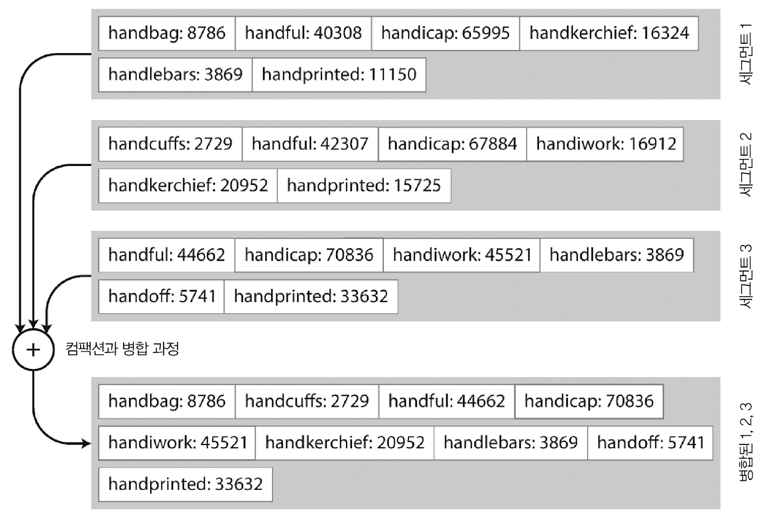 handbag: 8786 handful: 40308 handicap: 65995 handkerchief: 16324
handlebars: 3869 handprinted: 11150
세그먼트 1
handcuffs: 2729 handful: 42307 handicap: 67884 handiwork: 16912
handkerchief: 20952 handprinted: 15725
세그먼트 2
handful: 44662 handicap: 70836 handiwork: 45521 handlebars: 3869
handoff: 5741 handprinted: 33632
세그먼트 3
+ 컴팩션과 병합 과정
handbag: 8786 handcuffs: 2729 handful: 44662 handicap: 70836
handiwork: 45521 handkerchief: 20952 handlebars: 3869 handoff: 5741
handprinted: 33632
병합된 1, 2, 3